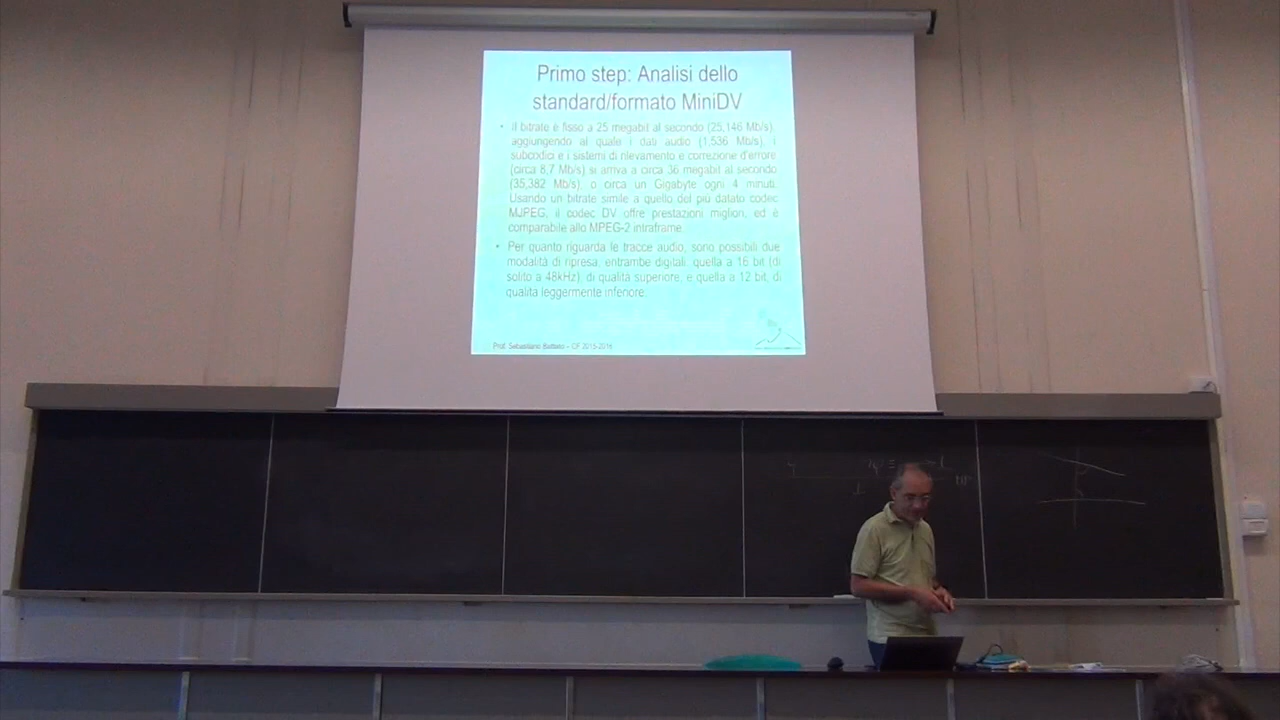 Primo step: Analisi dello
standard/formato MiniDV
• Il bitrate è fisso a 25 megabit al secondo (25,146 Mb/s),
aggiungendo al quale i dati audio (1,536 Mb/s), i
subcodici e i sistemi di rilevamento e correzione d'errore
(circa 8,7 Mb/s) si arriva a circa 36 megabit al secondo
(35,382 Mb/s), o circa un Gigabyte ogni 4 minuti.
Usando un bitrate simile a quello del più datato codec
MJPEG, il codec DV offre prestazioni migliori, ed è
comparabile allo MPEG-2 intraframe.
• Per quanto riguarda le tracce audio, sono possibili due
modalità di ripresa, entrambe digitali: quella a 16 bit (di
solito a 48kHz), di qualità superiore, e quella a 12 bit, di
qualità leggermente inferiore.
Prof. Sebastiano Battiato – CF 2015-2016